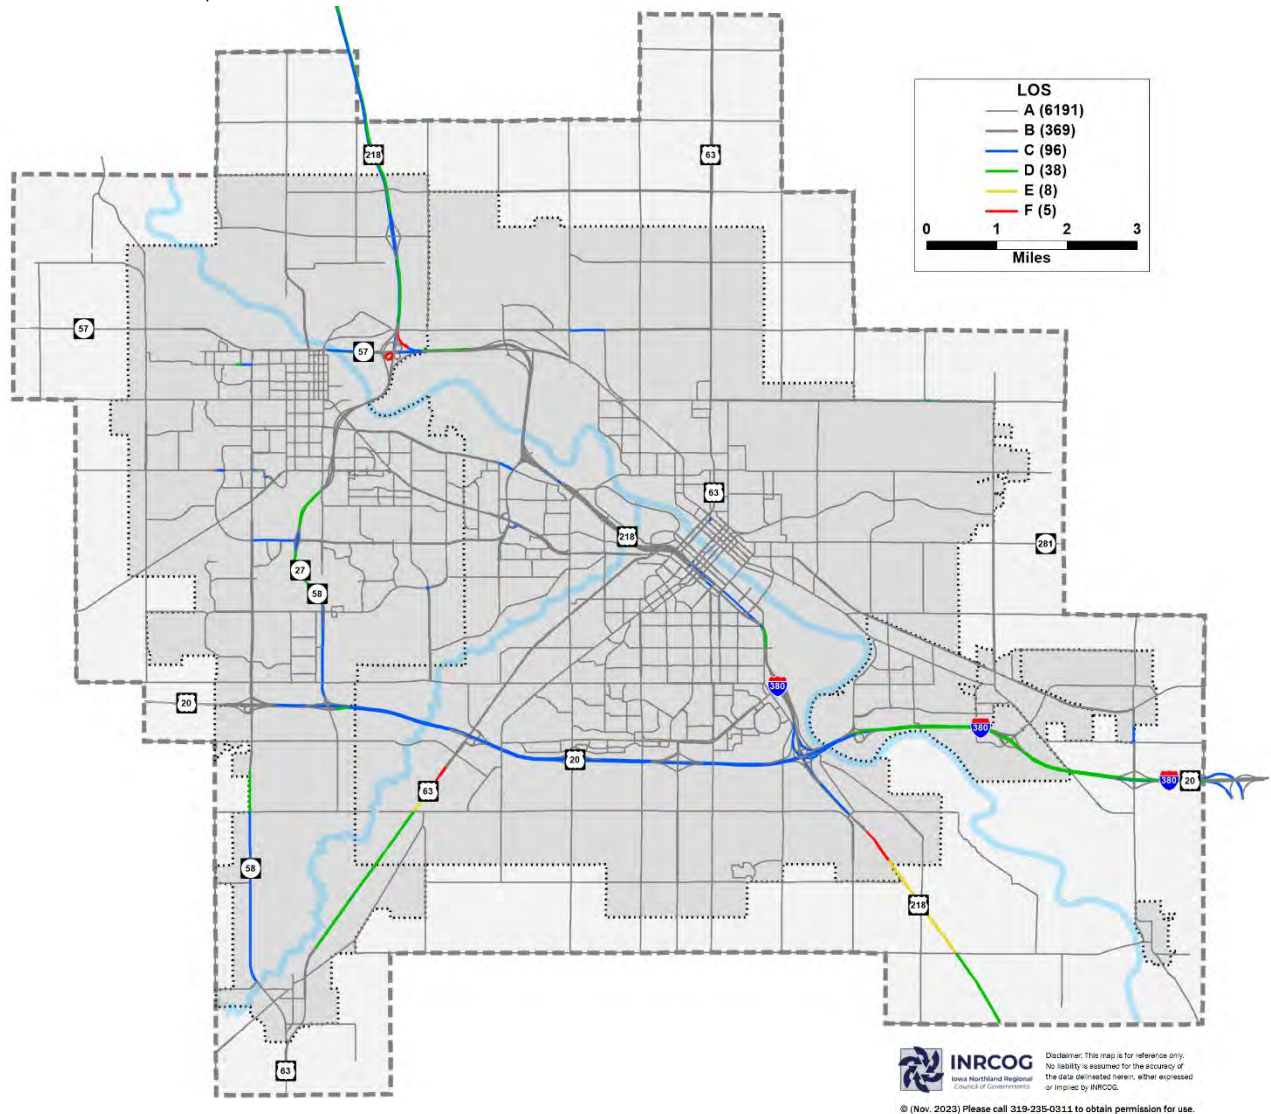 218
63
LOS
A (6191)
B (369)
C (96)
D (38)
E (8)
F (5)
0 1 2 3
Miles
57
57
63
218
281
27
58
380
20
380
20
63
380
20
58
218
63
INRCOG
Iowa Northland Regional
Council of Governments
Disclaimer: This map is for reference only.
No liability is assumed for the accuracy of
the data delineated herein, either expressed
or implied by INRCOG.
© (Nov. 2023) Please call 319-235-0311 to obtain permission for use.